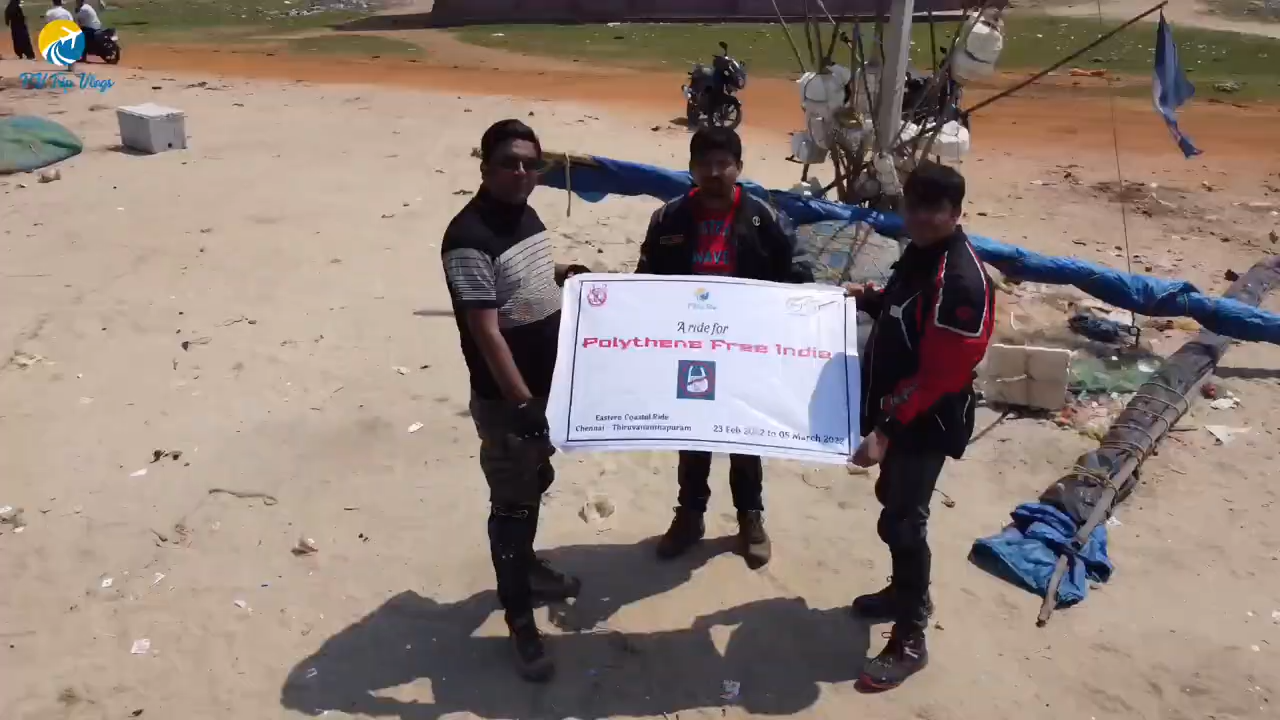 A ride for
Polythene Free India
Eastern Coastal Ride
Chennai - Thiruvananthapuram
23 Feb 2022 to 05 March 2022